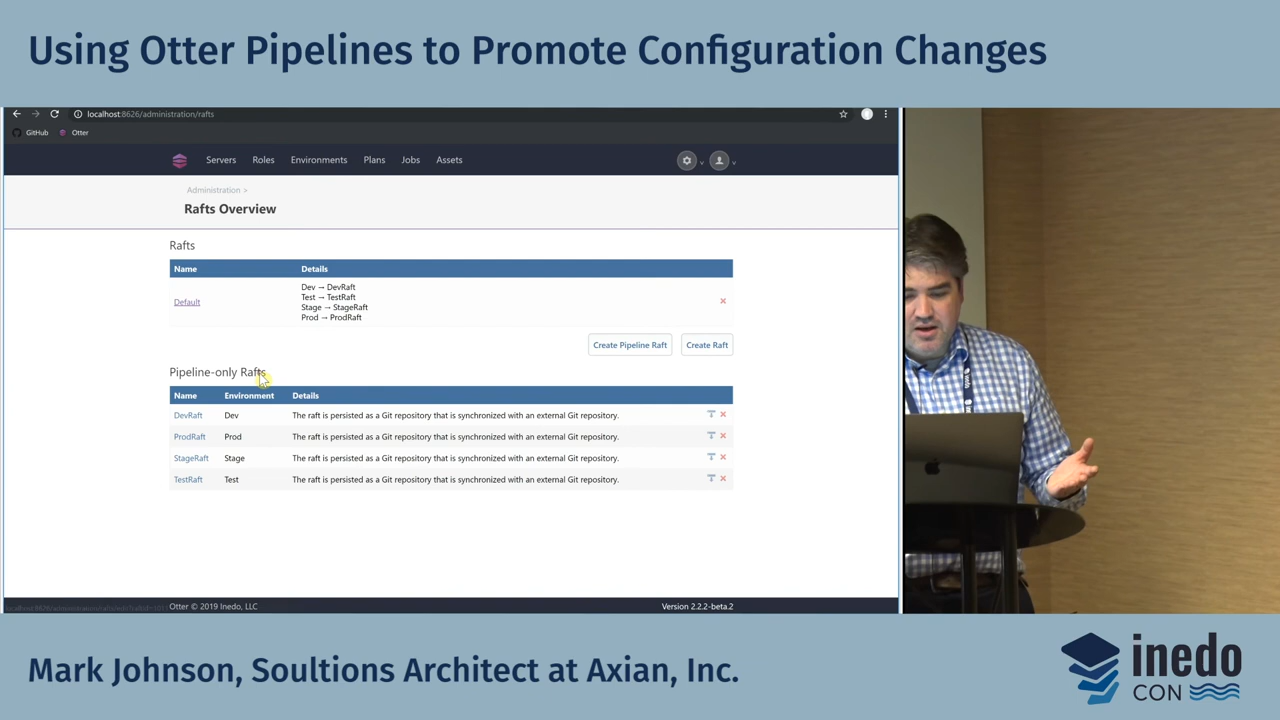 Using Otter Pipelines to Promote Configuration Changes
localhost:8626/administration/rafts
GitHub Otter
Servers Roles Environments Plans Jobs Assets
Administration >
Rafts Overview
Rafts
Name Details
Default
Dev → DevRaft
Test → TestRaft
Stage → StageRaft
Prod → ProdRaft
Create Pipeline Raft Create Raft
Pipeline-only Rafts
Name Environment Details
DevRaft Dev The raft is persisted as a Git repository that is synchronized with an external Git repository.
ProdRaft Prod The raft is persisted as a Git repository that is synchronized with an external Git repository.
StageRaft Stage The raft is persisted as a Git repository that is synchronized with an external Git repository.
TestRaft Test The raft is persisted as a Git repository that is synchronized with an external Git repository.
Otter © 2019 Inedo, LLC Version 2.2.2-beta.2
Mark Johnson, Soultions Architect at Axian, Inc.
inedo
CON